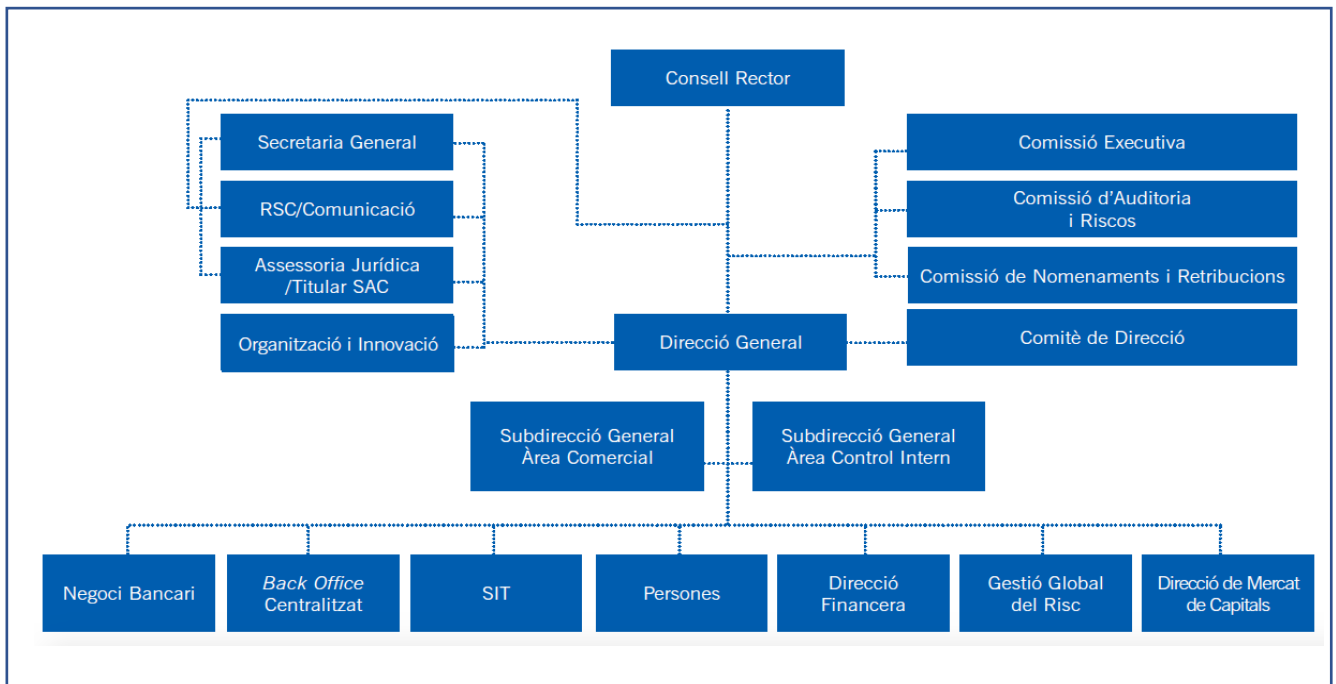 Consell Rector
Secretaria General
RSC/Comunicació
Assessoria Jurídica
/Titular SAC
Organització i Innovació
Comissió Executiva
Comissió d'Auditoria
i Riscos
Comissió de Nomenaments i Retribucions
Direcció General
Comitè de Direcció
Subdirecció General
Àrea Comercial
Subdirecció General
Àrea Control Intern
Negoci Bancari
Back Office
Centralitzat
SIT
Persones
Direcció
Financera
Gestió Global
del Risc
Direcció de Mercat
de Capitals